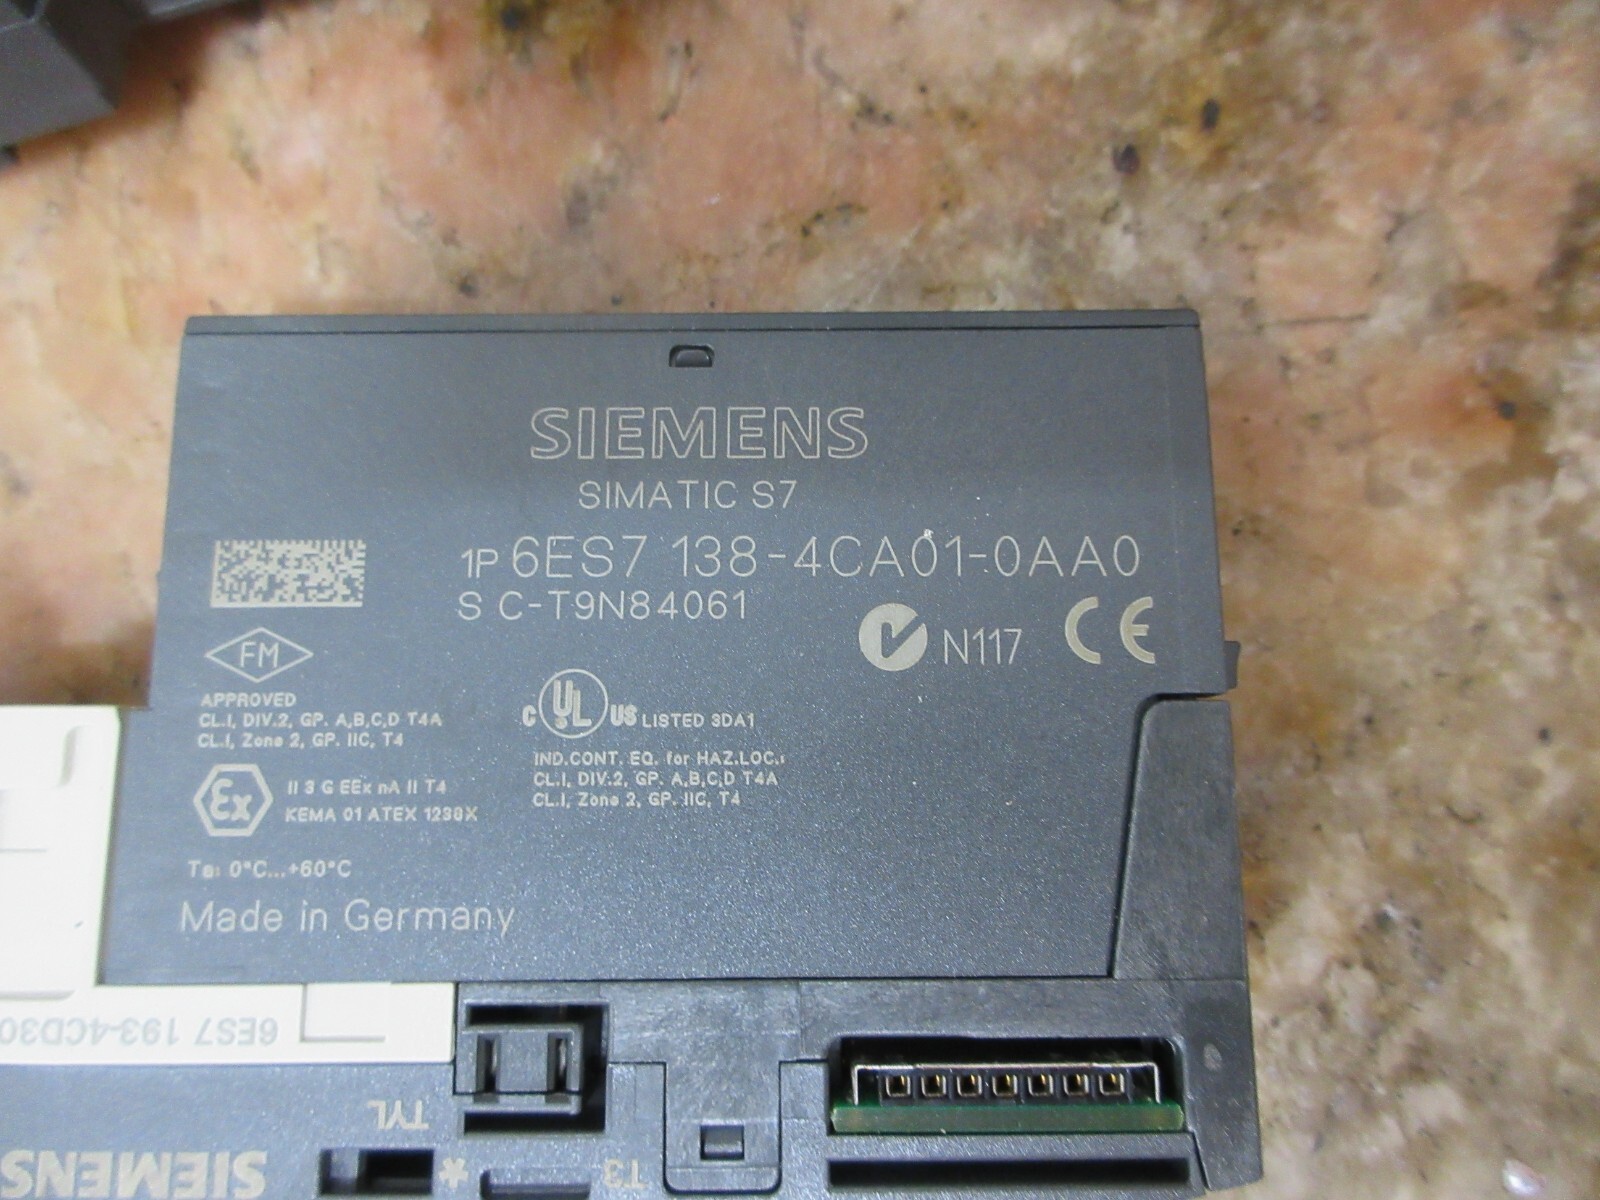 SIEMENS
SIMATIC S7
1P 6ES7 138-4CA01-0AA0
S C-T9N84061
N117 CE
FM
APPROVED
CL.I, DIV.2, GP. A,B,C,D T4A
CL.I, Zone 2, GP. IIC, T4
C UL US LISTED 3DA1
IND.CONT. EQ. for HAZ.LOC.:
CL.I, DIV.2, GP. A,B,C,D T4A
CL.I, Zone 2, GP. IIC, T4
Ex II 3 G EEx nA II T4
KEMA 01 ATEX 1238X
Ta: 0°C...+60°C
Made in Germany
6ES7 193-4CD30
TYL
T3 *
SIEMENS